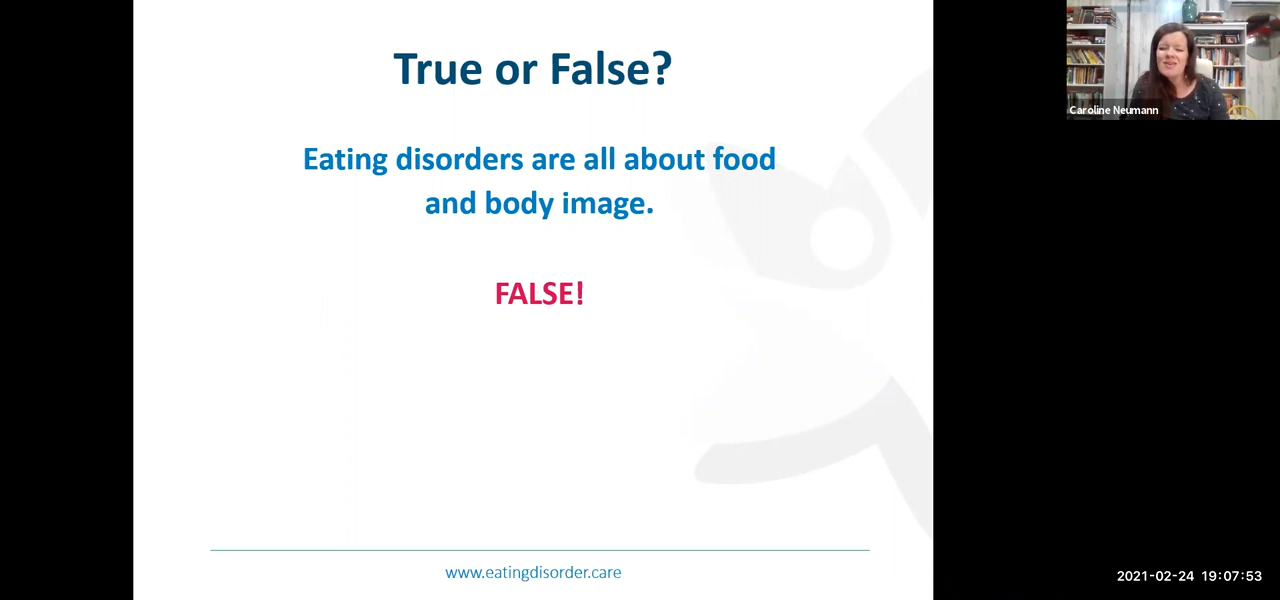 True or False?
Eating disorders are all about food
and body image.
FALSE!
www.eatingdisorder.care
Caroline Neumann
2021-02-24 19:07:53